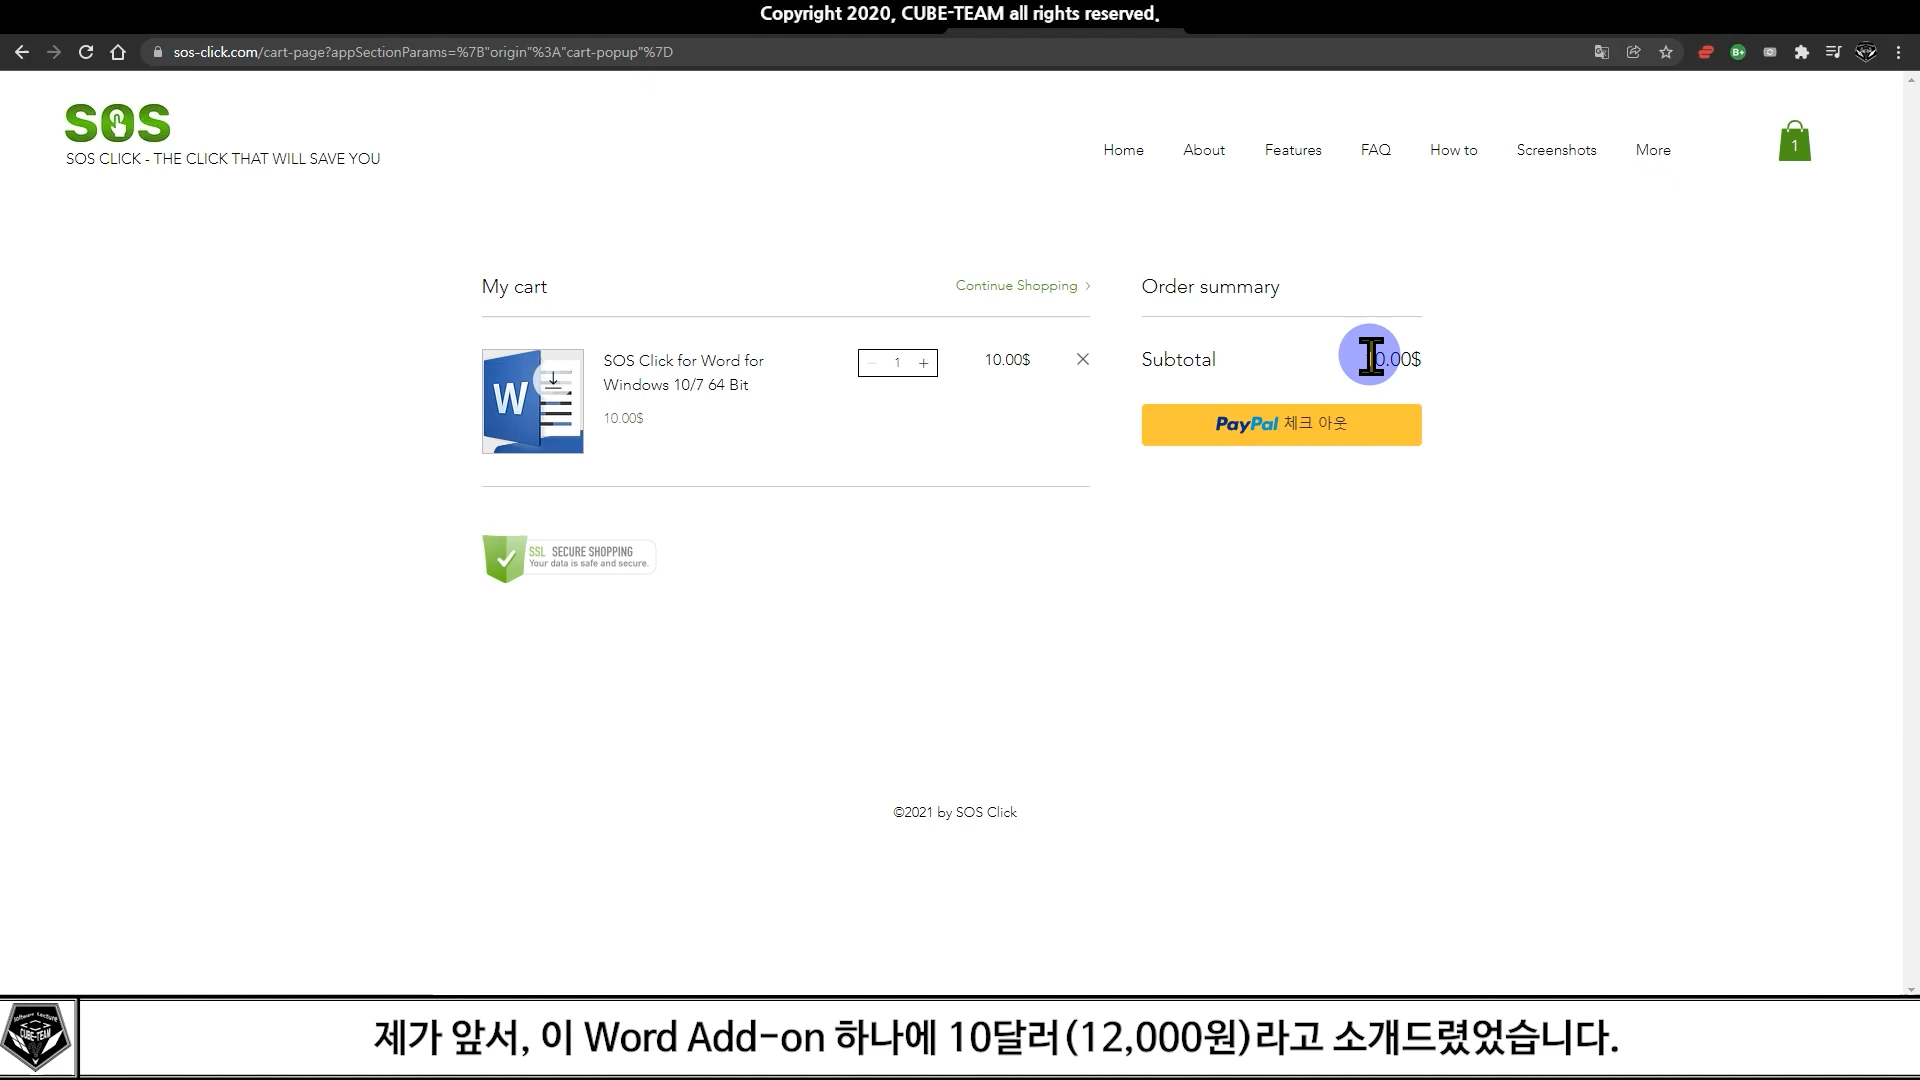 Copyright 2020, CUBE-TEAM all rights reserved.
sos-click.com/cart-page?appSectionParams=%7B"origin"%3A"cart-popup"%7D
SOS
SOS CLICK - THE CLICK THAT WILL SAVE YOU
Home About Features FAQ How to Screenshots More
1
My cart
Continue Shopping >
Order summary
SOS Click for Word for
Windows 10/7 64 Bit
10.00$
W
1
10.00$
Subtotal
0.00$
PayPal 체크 아웃
SSL SECURE SHOPPING
Your data is safe and secure.
©2021 by SOS Click
Software Lecture
CUBE-TEAM
제가 앞서, 이 Word Add-on 하나에 10달러(12,000원)라고 소개드렸었습니다.